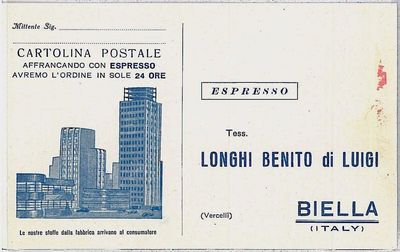 Mittente Sig.
CARTOLINA POSTALE
AFFRANCANDO CON ESPRESSO
AVREMO L'ORDINE IN SOLE 24 ORE
Le nostre stoffe dalla fabbrica arrivano al consumatore
ESPRESSO
Tess.
LONGHI BENITO di LUIGI
(Vercelli)
BIELLA
(ITALY)